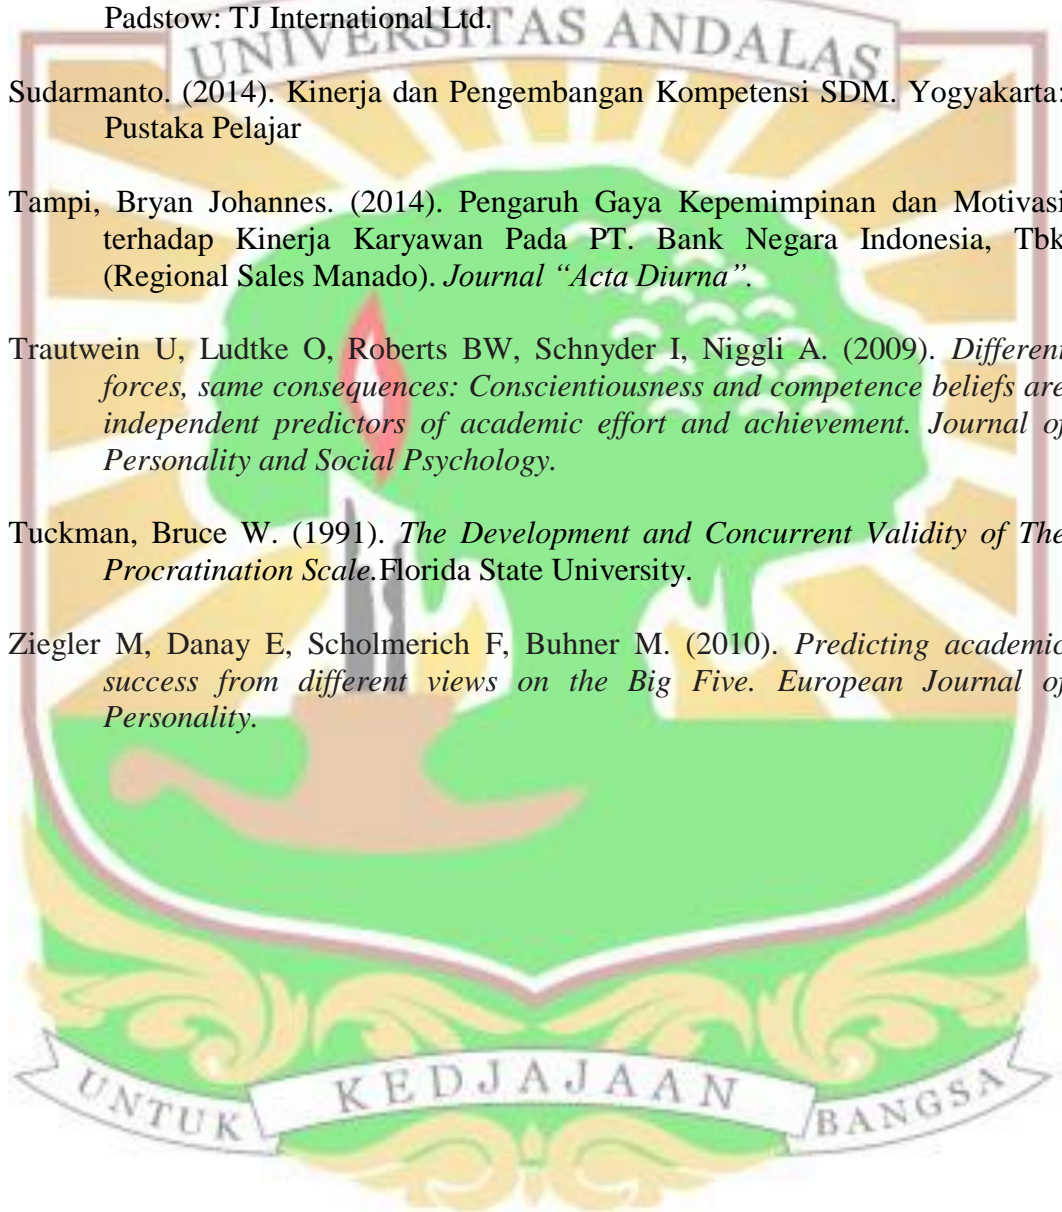 Padstow: TJ International Ltd.
UNIVERSITAS ANDALAS
Sudarmanto. (2014). Kinerja dan Pengembangan Kompetensi SDM. Yogyakarta:
Pustaka Pelajar
Tampi, Bryan Johannes. (2014). Pengaruh Gaya Kepemimpinan dan Motivasi
terhadap Kinerja Karyawan Pada PT. Bank Negara Indonesia, Tbk
(Regional Sales Manado). Journal “Acta Diurna”.
Trautwein U, Ludtke O, Roberts BW, Schnyder I, Niggli A. (2009). Different
forces, same consequences: Conscientiousness and competence beliefs are
independent predictors of academic effort and achievement. Journal of
Personality and Social Psychology.
Tuckman, Bruce W. (1991). The Development and Concurrent Validity of The
Procratination Scale.Florida State University.
Ziegler M, Danay E, Scholmerich F, Buhner M. (2010). Predicting academic
success from different views on the Big Five. European Journal of
Personality.
UNTUK KEDJAJAAN BANGSA